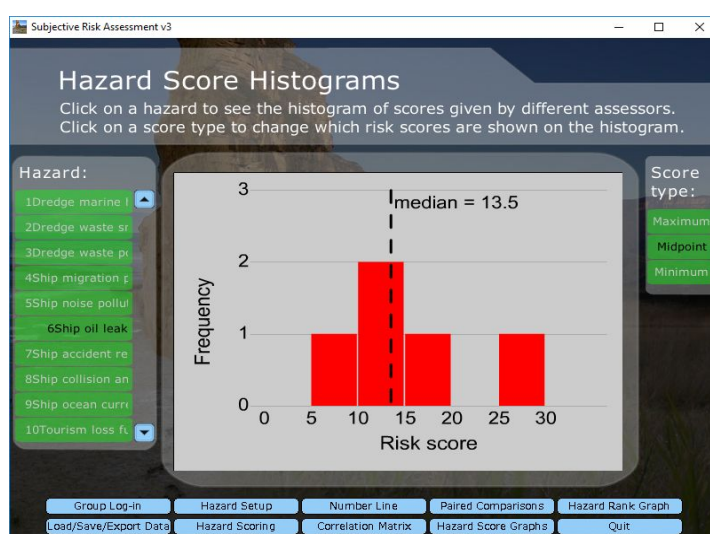 Subjective Risk Assessment v3
Hazard Score Histograms
Click on a hazard to see the histogram of scores given by different assessors.
Click on a score type to change which risk scores are shown on the histogram.
Hazard:
1Dredge marine
2Dredge waste
3Dredge waste
4Ship migration
5Ship noise
6Ship oil leak
7Ship accident re
8Ship collision an
9Ship ocean
10Tourism loss
Score
type:
Maximum
Midpoint
Minimum
3
median = 13.5
2
1
0
Frequency
0 5 10 15 20 25 30
Risk score
Group Log-in Hazard Setup Number Line Paired Comparisons Hazard Rank Graph
Load/Save/Export Data Hazard Scoring Correlation Matrix Hazard Score Graphs Quit